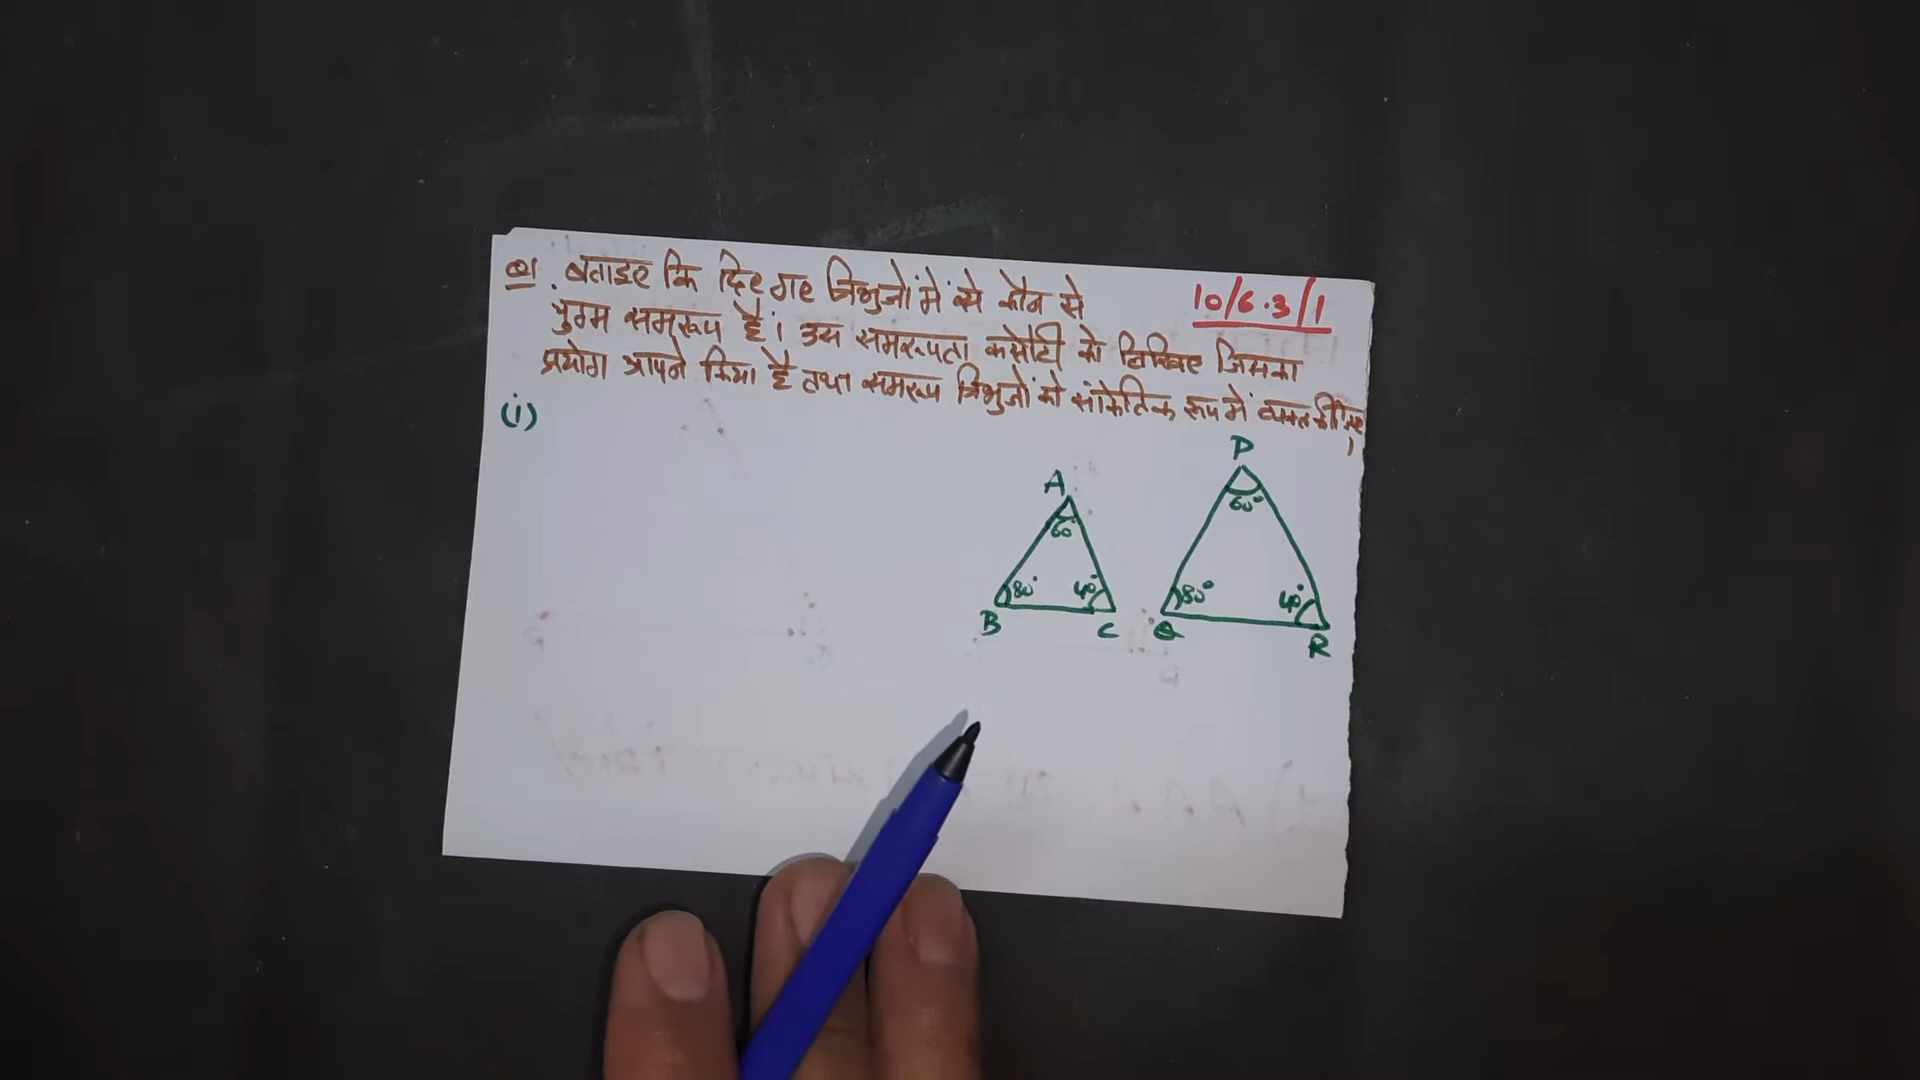 Q1. बताइए कि दिए गए त्रिभुजों में से कौन से
10/6.3/1
युग्म समरूप है। उस समरूपता कसौटी को लिखिए जिसका
प्रयोग आपने किया है तथा समरूप त्रिभुजों को सांकेतिक रूप में व्यक्त कीजिए।
(i)
P
A
60°
60°
80° 40°
80° 40°
B C
Q R